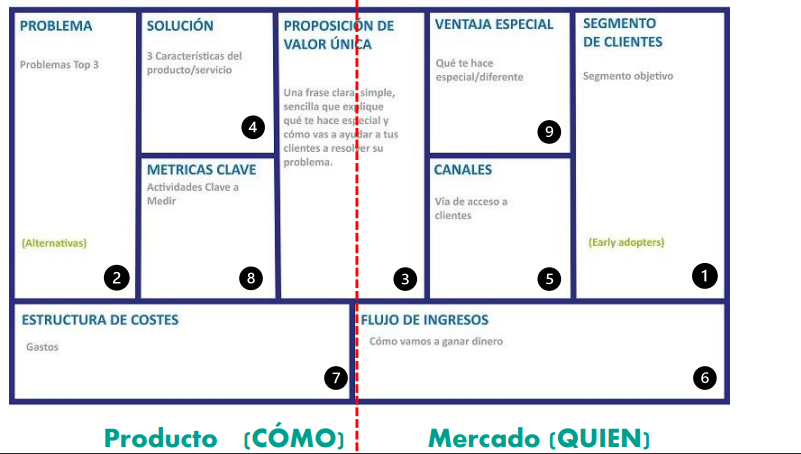 PROBLEMA
Problemas Top 3
(Alternativas)
2
SOLUCIÓN
3 Características del
producto/servicio
4
METRICAS CLAVE
Actividades Clave a
Medir
8
PROPOSICIÓN DE
VALOR ÚNICA
Una frase clara, simple,
sencilla que explique
qué te hace especial y
cómo vas a ayudar a tus
clientes a resolver su
problema.
3
VENTAJA ESPECIAL
Qué te hace
especial/diferente
9
CANALES
Vía de acceso a
clientes
5
SEGMENTO
DE CLIENTES
Segmento objetivo
(Early adopters)
1
ESTRUCTURA DE COSTES
Gastos
7
FLUJO DE INGRESOS
Cómo vamos a ganar dinero
6
Producto (CÓMO)
Mercado (QUIEN)